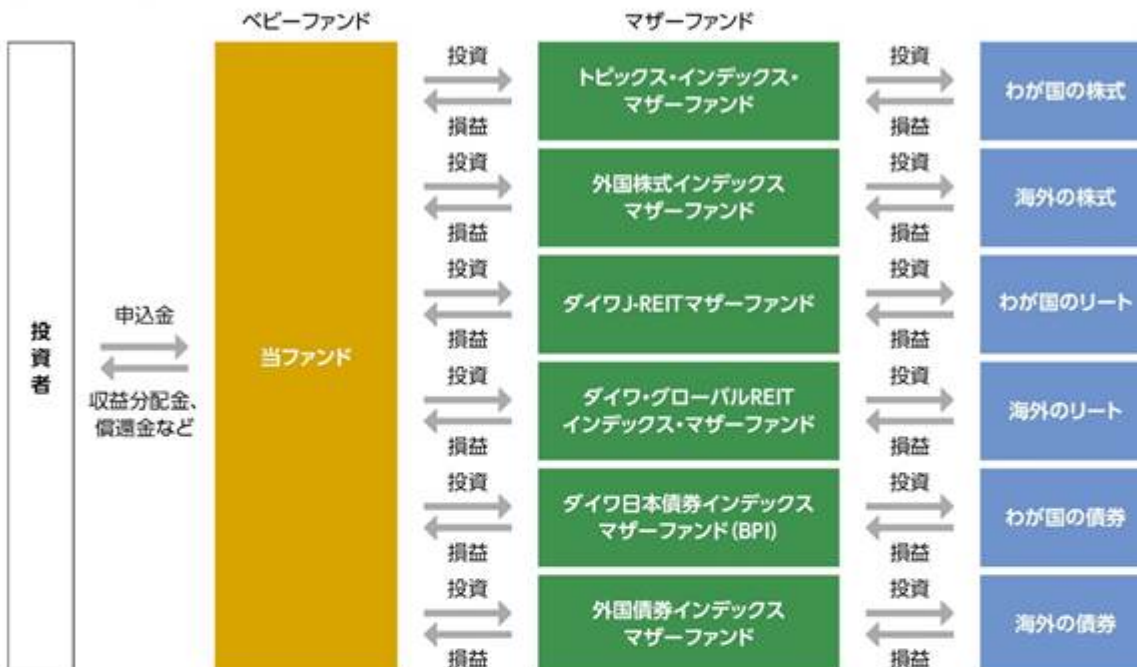 ベビーファンド
マザーファンド
投資者
申込金
収益分配金、
償還金など
当ファンド
投資
損益
トピックス・インデックス・
マザーファンド
投資
損益
わが国の株式
投資
損益
外国株式インデックス
マザーファンド
投資
損益
海外の株式
投資
損益
ダイワJ-REITマザーファンド
投資
損益
わが国のリート
投資
損益
ダイワ・グローバルREIT
インデックス・マザーファンド
投資
損益
海外のリート
投資
損益
ダイワ日本債券インデックス
マザーファンド(BPI)
投資
損益
わが国の債券
投資
損益
外国債券インデックス
マザーファンド
投資
損益
海外の債券